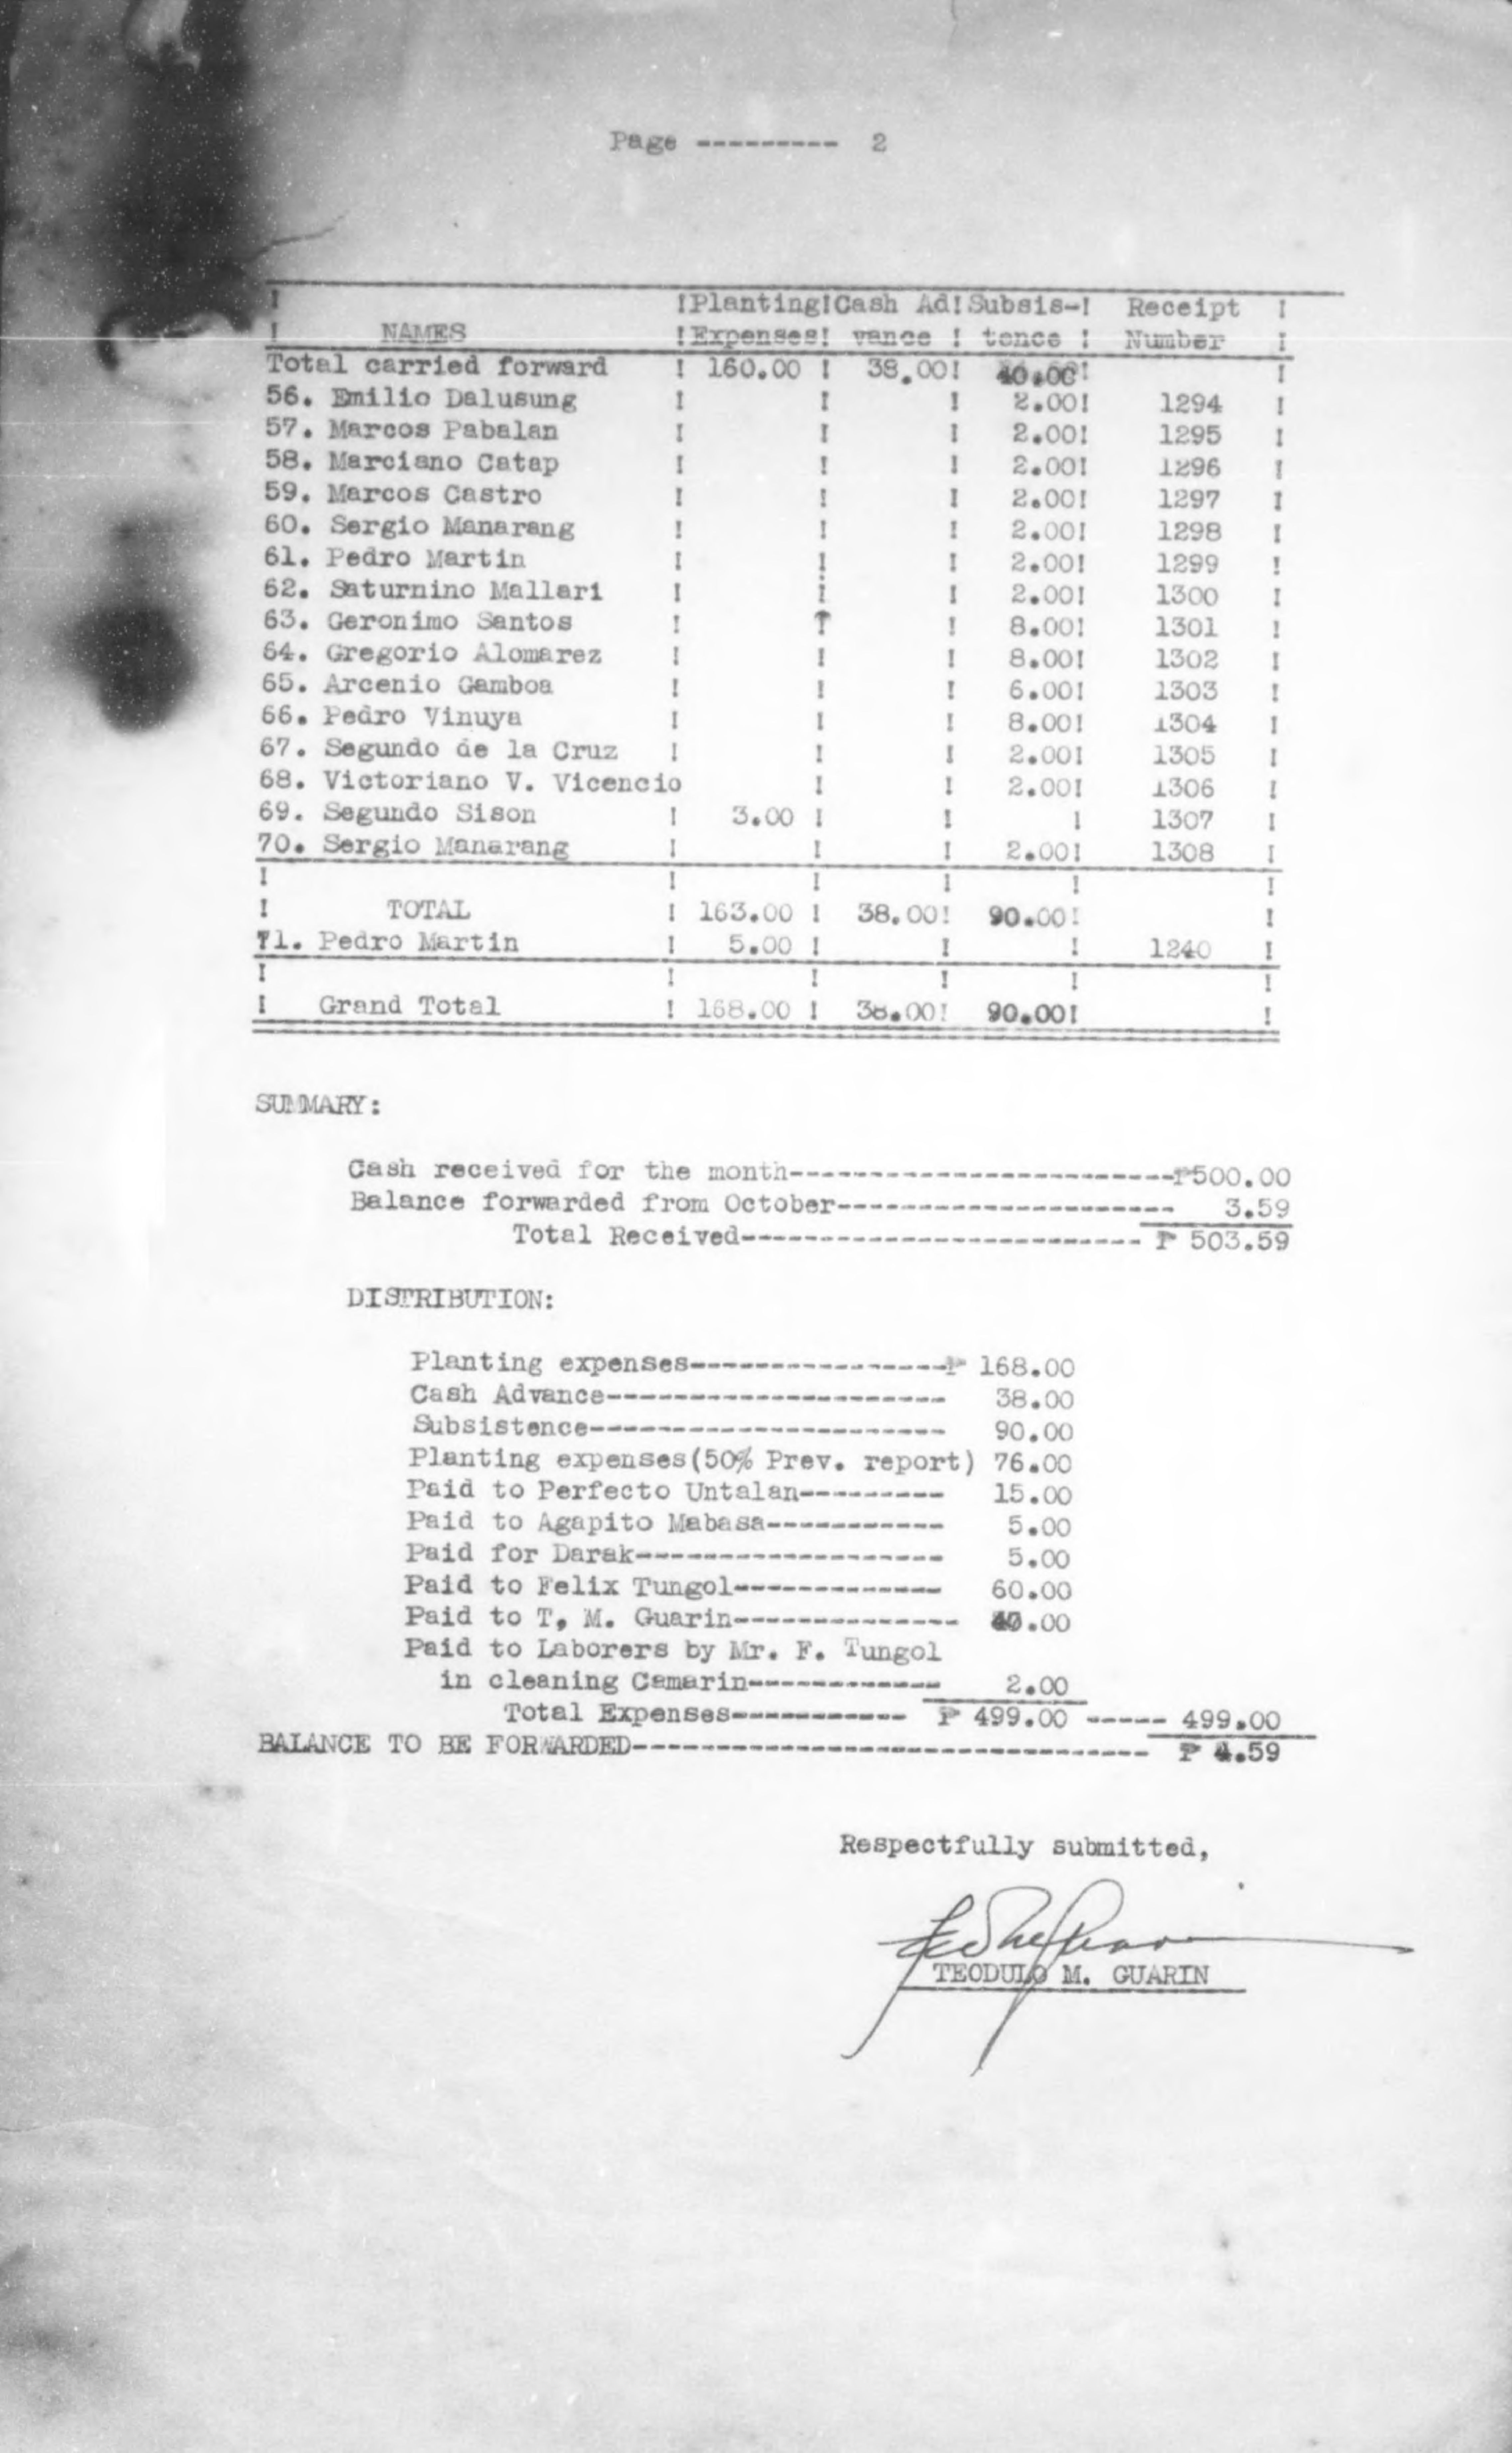 Page --------- 2
!Planting!Cash Ad!Subsis-! Receipt !
! NAMES !Expenses! vance ! tence ! Number !
Total carried forward ! 160.00 ! 38.00! 40.00! !
56. Emilio Dalusung ! ! ! 2.00! 1294 !
57. Marcos Pabalan ! ! ! 2.00! 1295 !
58. Marciano Catap ! ! ! 2.00! 1296 !
59. Marcos Castro ! ! ! 2.00! 1297 !
60. Sergio Manarang ! ! ! 2.00! 1298 !
61. Pedro Martin ! ! ! 2.00! 1299 !
62. Saturnino Mallari ! ! ! 2.00! 1300 !
63. Geronimo Santos ! ! ! 8.00! 1301 !
64. Gregorio Alomarez ! ! ! 8.00! 1302 !
65. Arcenio Gamboa ! ! ! 6.00! 1303 !
66. Pedro Vinuya ! ! ! 8.00! 1304 !
67. Segundo de la Cruz ! ! ! 2.00! 1305 !
68. Victoriano V. Vicencio ! ! 2.00! 1306 !
69. Segundo Sison ! 3.00 ! ! ! 1307 !
70. Sergio Manarang ! ! ! 2.00! 1308 !
! TOTAL ! 163.00 ! 38.00! 90.00! !
71. Pedro Martin ! 5.00 ! ! ! 1240 !
! Grand Total ! 168.00 ! 38.00! 90.00! !
SUMMARY:
Cash received for the month------------------------₱500.00
Balance forwarded from October--------------------- 3.59
Total Received------------------------- ₱ 503.59
DISTRIBUTION:
Planting expenses----------------₱ 168.00
Cash Advance--------------------- 38.00
Subsistence---------------------- 90.00
Planting expenses(50% Prev. report) 76.00
Paid to Perfecto Untalan--------- 15.00
Paid to Agapito Mabasa----------- 5.00
Paid for Darak------------------- 5.00
Paid to Felix Tungol------------- 60.00
Paid to T, M. Guarin-------------- 40.00
Paid to Laborers by Mr. F. Tungol
in cleaning Camarin------------ 2.00
Total Expenses----------- ₱ 499.00 ----- 499.00
BALANCE TO BE FORWARDED--------------------------------- ₱ 4.59
Respectfully submitted,
TEODULO M. GUARIN